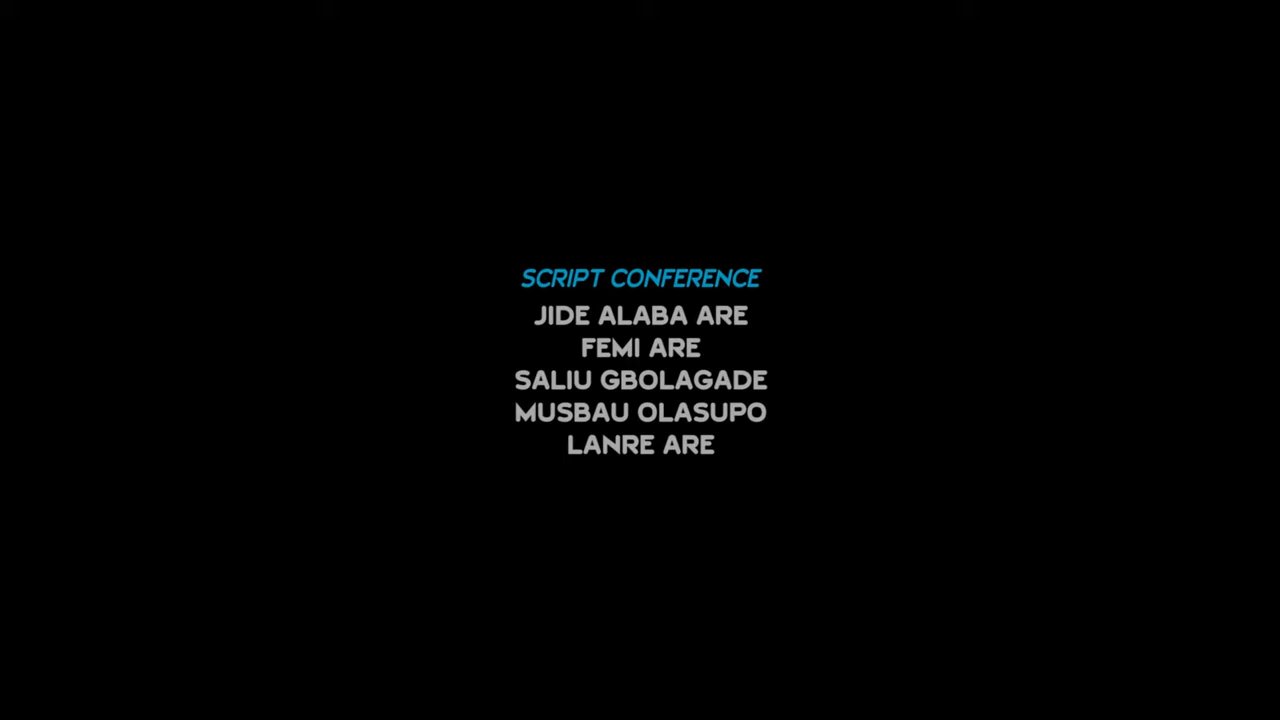 SCRIPT CONFERENCE
JIDE ALABA ARE
FEMI ARE
SALIU GBOLAGADE
MUSBAU OLASUPO
LANRE ARE